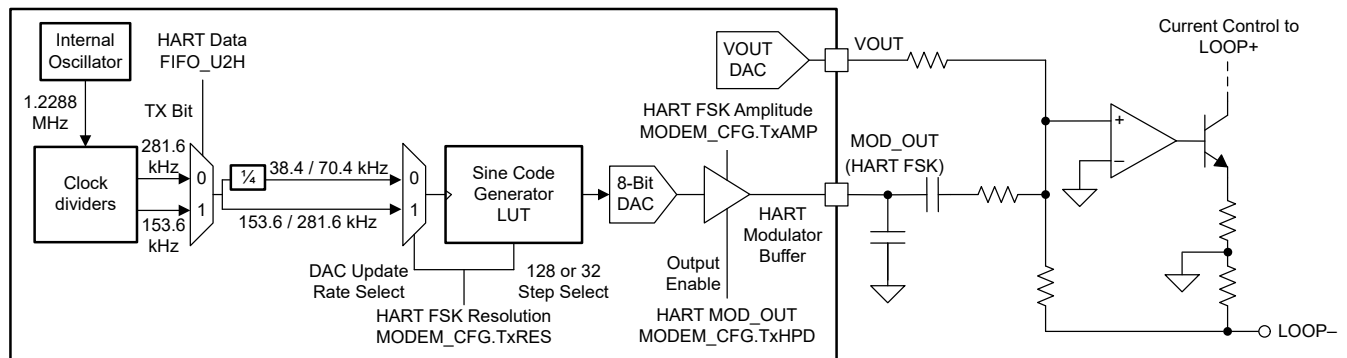 Internal
Oscillator
HART Data
FIFO_U2H
1.2288
MHz
TX Bit
281.6
kHz
Clock
dividers
153.6
kHz
0
1
¼
38.4 / 70.4 kHz
153.6 / 281.6 kHz
0
1
Sine Code
Generator
LUT
DAC Update
Rate Select
128 or 32
Step Select
HART FSK Resolution
MODEM_CFG.TxRES
8-Bit
DAC
VOUT
DAC
HART FSK Amplitude
MODEM_CFG.TxAMP
HART
Modulator
Buffer
Output
Enable
HART MOD_OUT
MODEM_CFG.TxHPD
VOUT
MOD_OUT
(HART FSK)
Current Control to
LOOP+
+
–
LOOP–